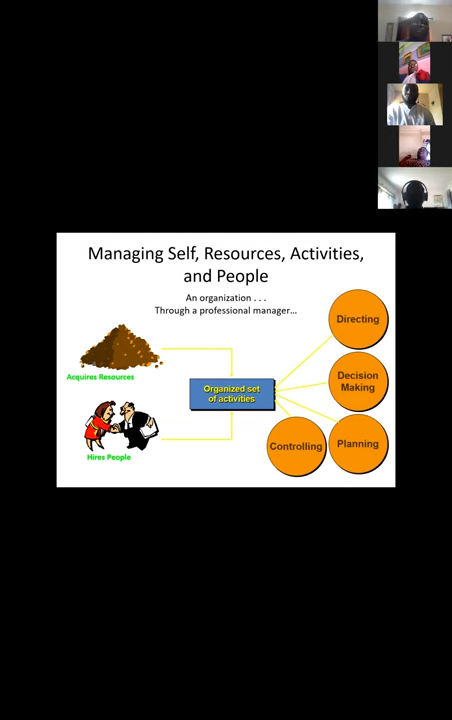 Managing Self, Resources, Activities,
and People
An organization . . .
Through a professional manager...
Directing
Acquires Resources
Organized set
of activities
Decision
Making
Hires People
Controlling
Planning